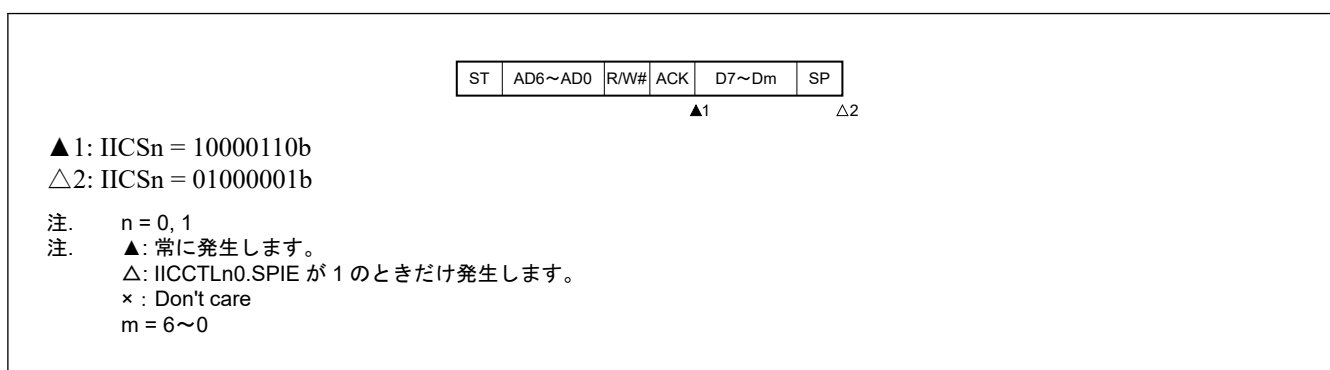 ST AD6～AD0 R/W# ACK D7～Dm SP
▲1 △2
▲1: IICSn = 10000110b
△2: IICSn = 01000001b
注. n = 0, 1
注. ▲: 常に発生します。
△: IICCTLn0.SPIE が 1 のときだけ発生します。
×：Don't care
m = 6～0